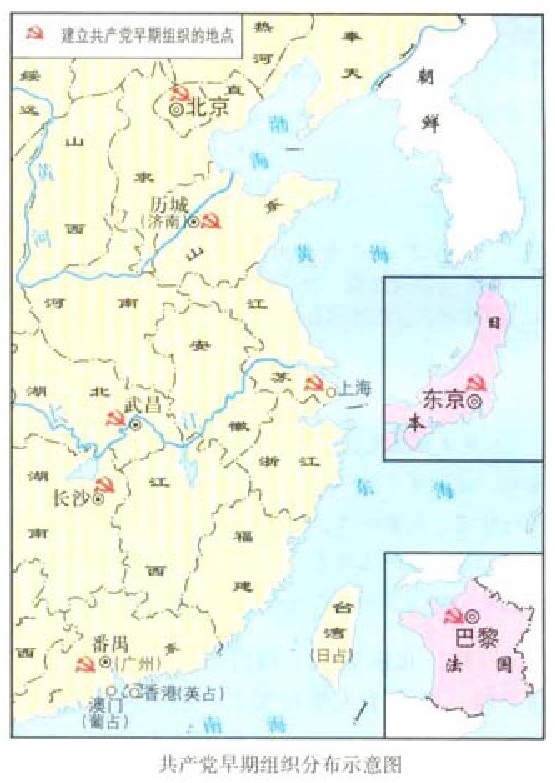 建立共产党早期组织的地点
热
河
奉
天
朝
鲜
绥
远
北京
直
隶
渤
海
山
西
黄
河
历城
(济南)
山
东
黄
海
河
南
江
苏
安
徽
日
本
东京
上海
湖
北
武昌
浙
江
东
海
湖
南
长沙
江
西
福
建
台
湾
(日占)
巴黎
法
国
西
番禺
(广州)
东
香港(英占)
澳门
(葡占)
南
海
共产党早期组织分布示意图